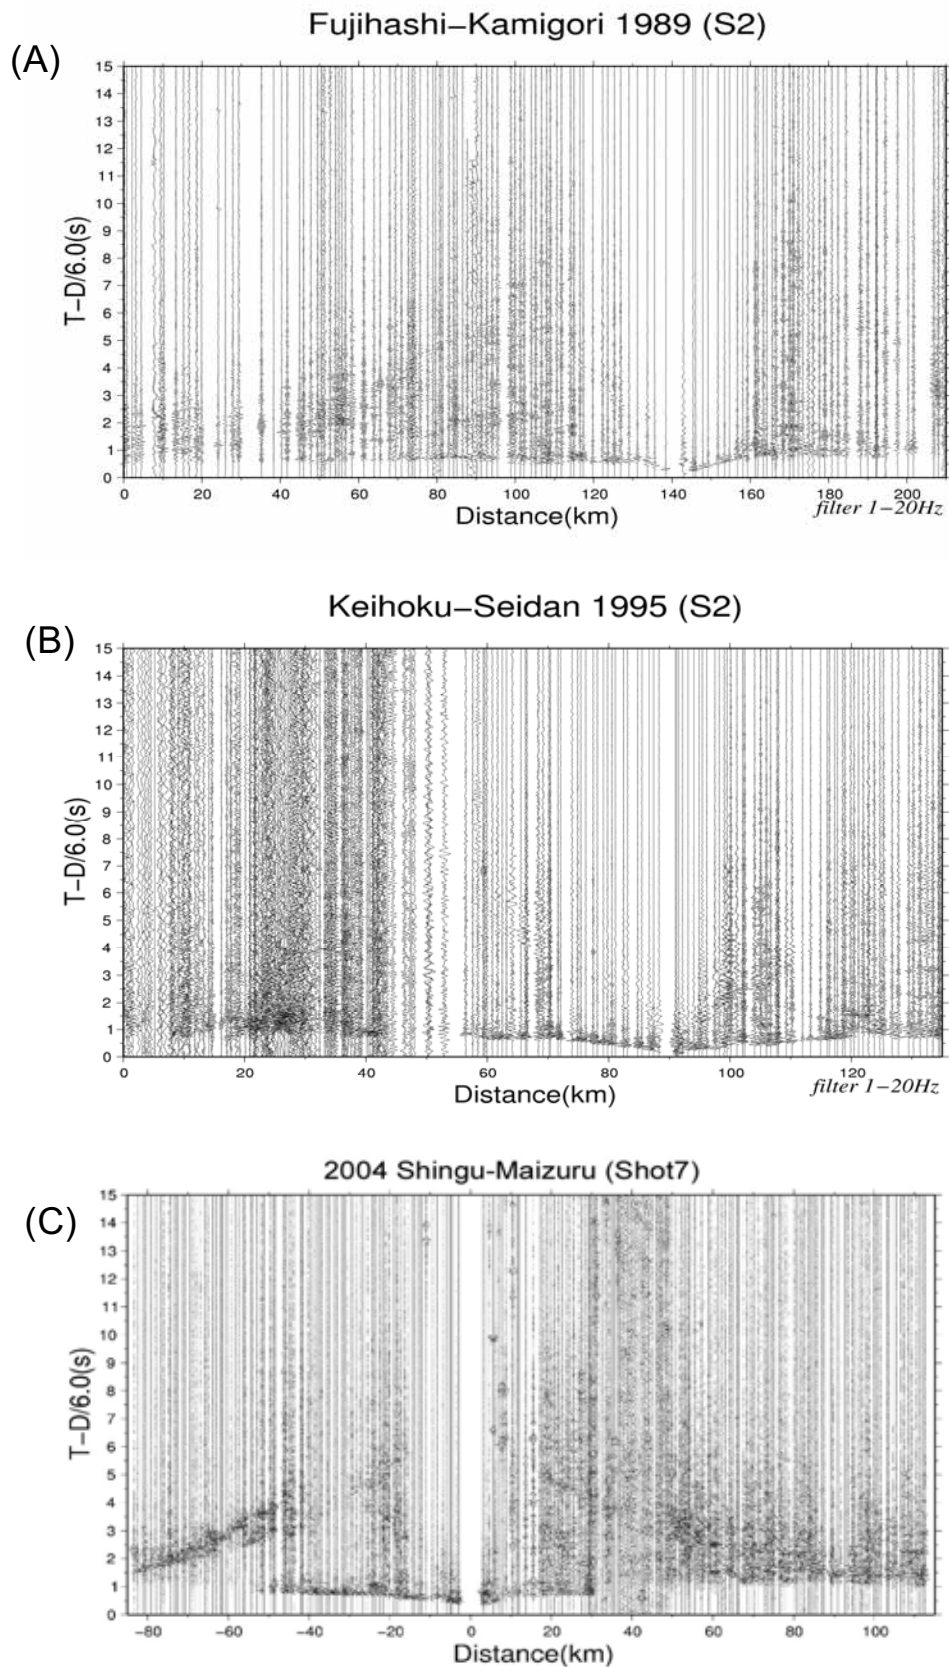 Fujihashi–Kamigori 1989 (S2)
(A)
15
14
13
12
11
10
9
8
7
6
5
4
3
2
1
0
T–D/6.0(s)
0 20 40 60 80 100 120 140 160 180 200
Distance(km)
filter 1–20Hz
Keihoku–Seidan 1995 (S2)
(B)
15
14
13
12
11
10
9
8
7
6
5
4
3
2
1
0
T–D/6.0(s)
0 20 40 60 80 100 120
Distance(km)
filter 1–20Hz
2004 Shingu-Maizuru (Shot7)
(C)
15
14
13
12
11
10
9
8
7
6
5
4
3
2
1
0
T–D/6.0(s)
−80 −60 −40 −20 0 20 40 60 80 100
Distance(km)